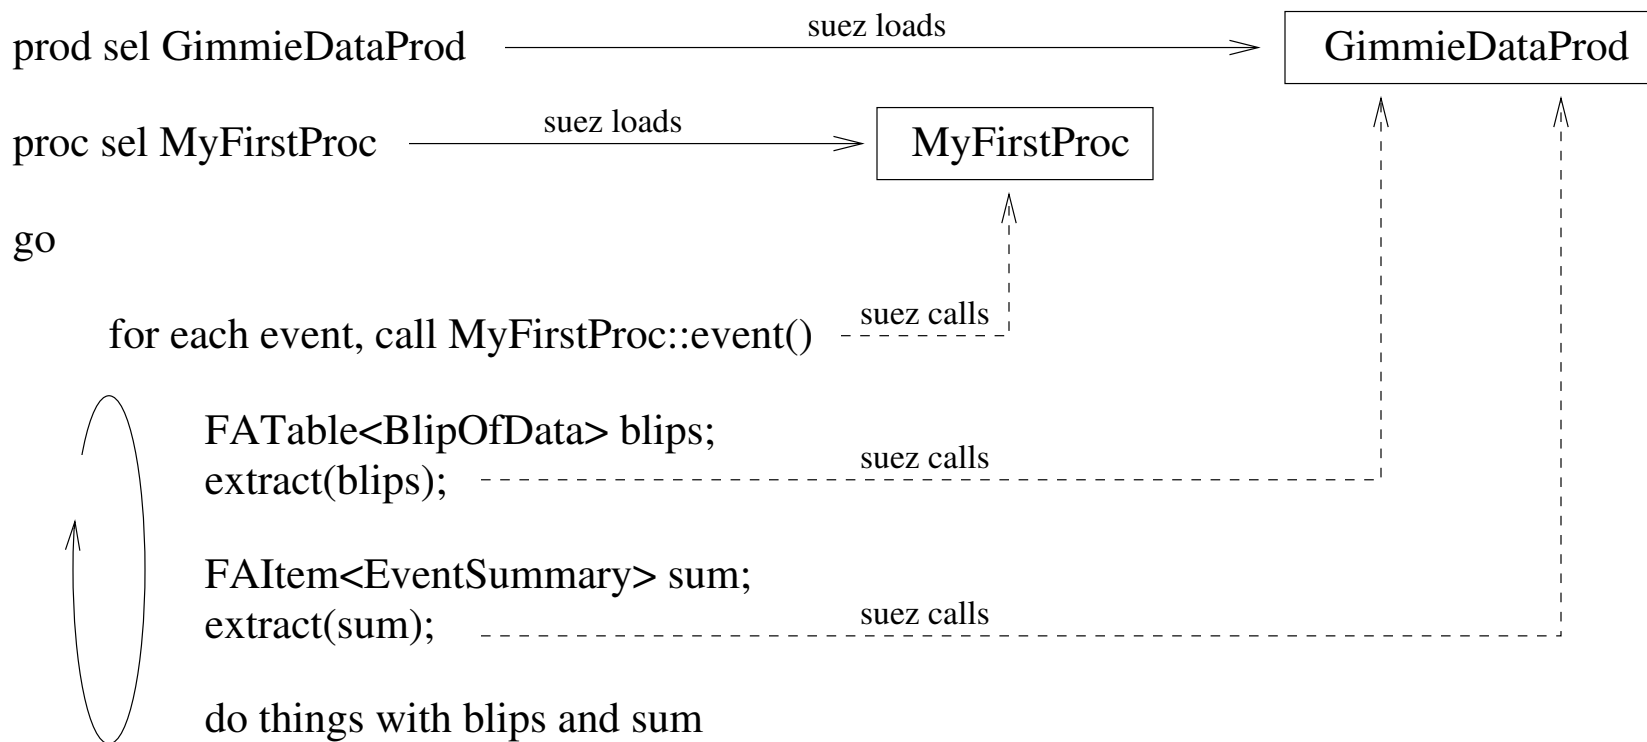 prod sel GimmieDataProd
suez loads
GimmieDataProd
proc sel MyFirstProc
suez loads
MyFirstProc
go
for each event, call MyFirstProc::event()
suez calls
FATable<BlipOfData> blips;
extract(blips);
suez calls
FAItem<EventSummary> sum;
extract(sum);
suez calls
do things with blips and sum